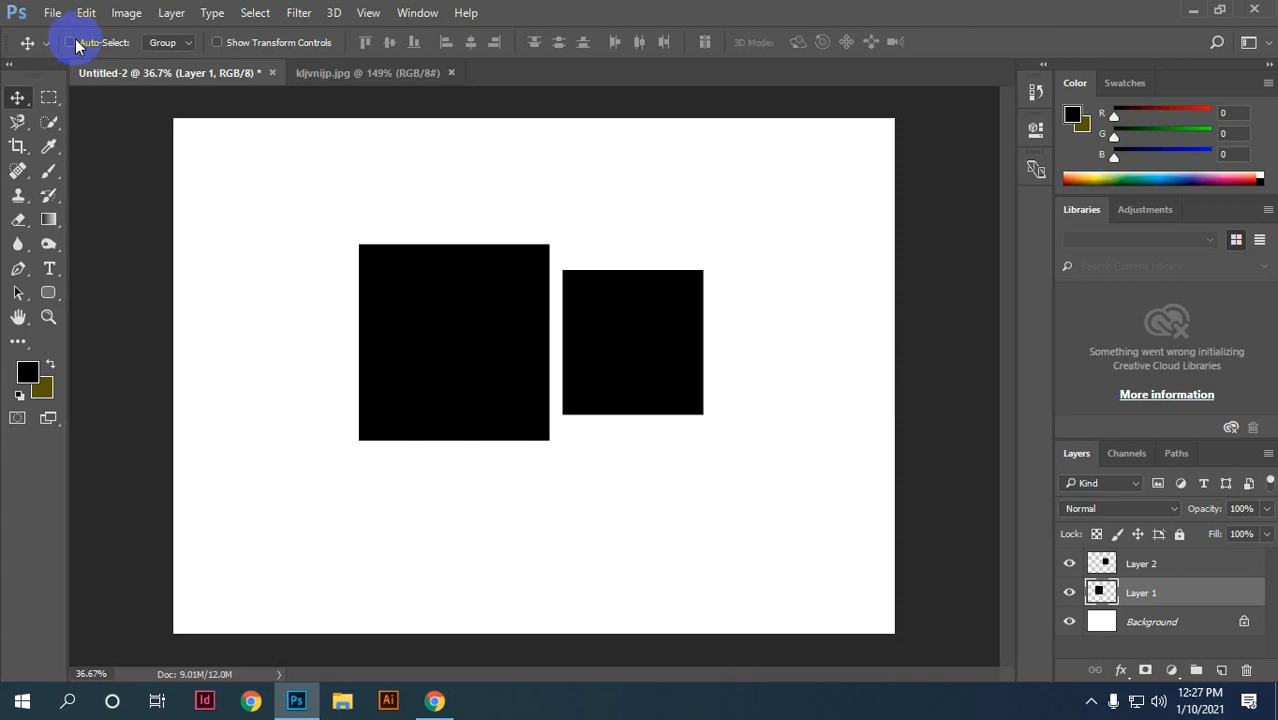 Ps File Edit Image Layer Type Select Filter 3D View Window Help
Auto-Select: Group Show Transform Controls 3D Mode:
Untitled-2 @ 36.7% (Layer 1, RGB/8) * kljvnijp.jpg @ 149% (RGB/8#)
Color Swatches
R 0
G 0
B 0
Libraries Adjustments
Search Current Library
Something went wrong initializing
Creative Cloud Libraries
More information
Layers Channels Paths
Kind
Normal Opacity: 100%
Lock: Fill: 100%
Layer 2
Layer 1
Background
36.67% Doc: 9.01M/12.0M
Id Ps Ai
12:27 PM
1/10/2021